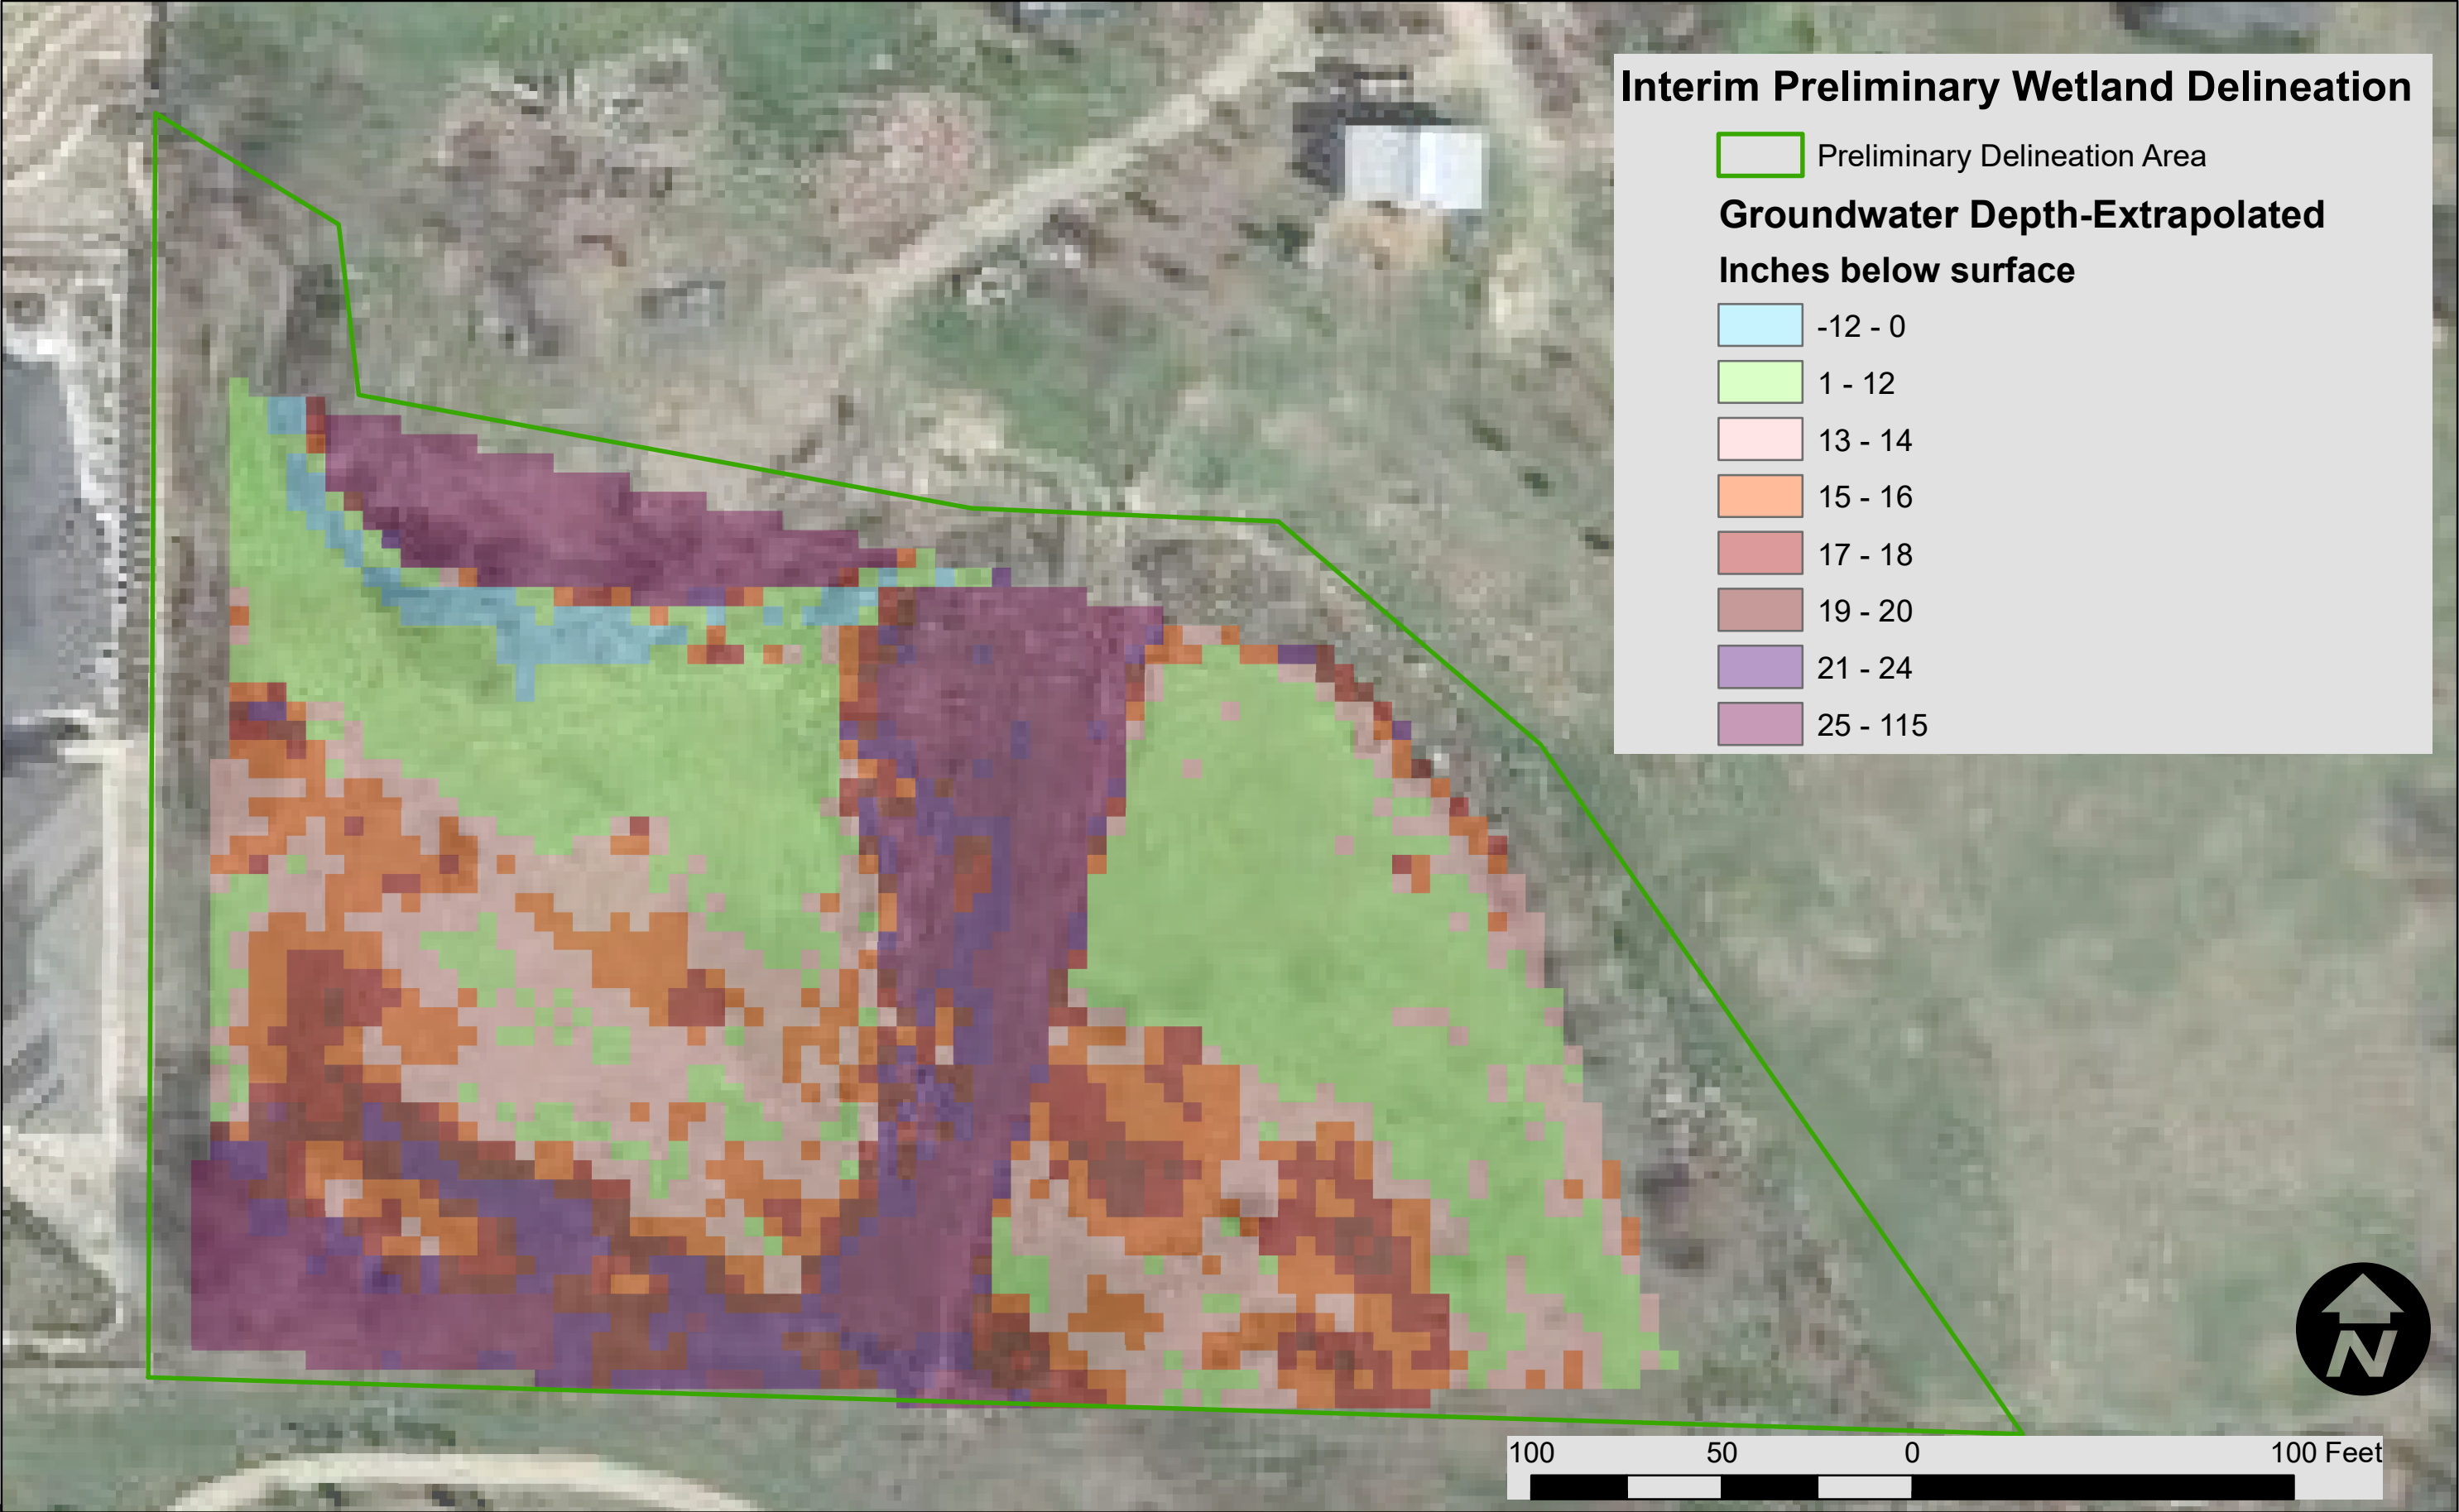 Interim Preliminary Wetland Delineation
Preliminary Delineation Area
Groundwater Depth-Extrapolated
Inches below surface
-12 - 0
1 - 12
13 - 14
15 - 16
17 - 18
19 - 20
21 - 24
25 - 115
N
100 50 0 100 Feet